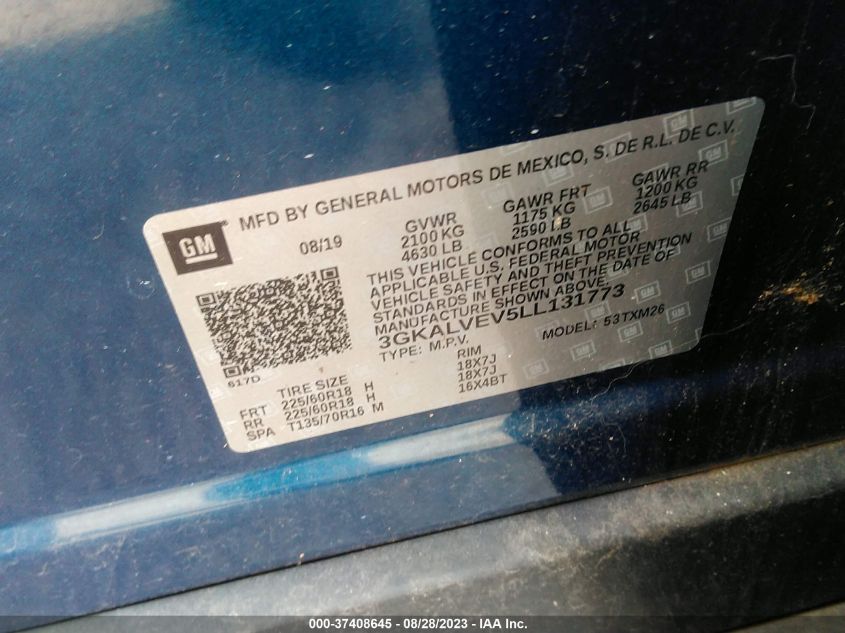 MFD BY GENERAL MOTORS DE MEXICO, S. DE R.L. DE C.V.
GM
08/19
GVWR
2100 KG
4630 LB
GAWR FRT
1175 KG
2590 LB
GAWR RR
1200 KG
2645 LB
THIS VEHICLE CONFORMS TO ALL
APPLICABLE U.S. FEDERAL MOTOR
VEHICLE SAFETY AND THEFT PREVENTION
STANDARDS IN EFFECT ON THE DATE OF
MANUFACTURE SHOWN ABOVE.
3GKALVEV5LL131773
TYPE: M.P.V.
MODEL: 53TXM26
617D
TIRE SIZE
RIM
FRT 225/60R18 H 18X7J
RR 225/60R18 H 18X7J
SPA T135/70R16 M 16X4BT
000-37408645 - 08/28/2023 - IAA Inc.